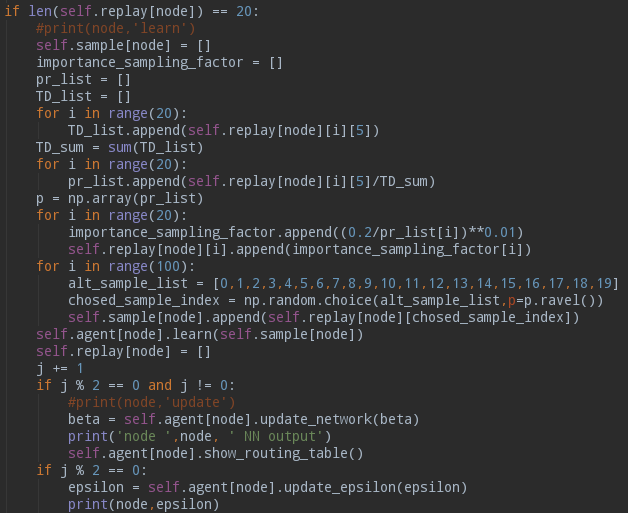 if len(self.replay[node]) == 20:
    #print(node,'learn')
    self.sample[node] = []
    importance_sampling_factor = []
    pr_list = []
    TD_list = []
    for i in range(20):
        TD_list.append(self.replay[node][i][5])
    TD_sum = sum(TD_list)
    for i in range(20):
        pr_list.append(self.replay[node][i][5]/TD_sum)
    p = np.array(pr_list)
    for i in range(20):
        importance_sampling_factor.append((0.2/pr_list[i])**0.01)
        self.replay[node][i].append(importance_sampling_factor[i])
    for i in range(100):
        alt_sample_list = [0,1,2,3,4,5,6,7,8,9,10,11,12,13,14,15,16,17,18,19]
        chosed_sample_index = np.random.choice(alt_sample_list,p=p.ravel())
        self.sample[node].append(self.replay[node][chosed_sample_index])
    self.agent[node].learn(self.sample[node])
    self.replay[node] = []
    j += 1
    if j % 2 == 0 and j != 0:
        #print(node,'update')
        beta = self.agent[node].update_network(beta)
        print('node ',node, ' NN output')
        self.agent[node].show_routing_table()
    if j % 2 == 0:
        epsilon = self.agent[node].update_epsilon(epsilon)
        print(node,epsilon)